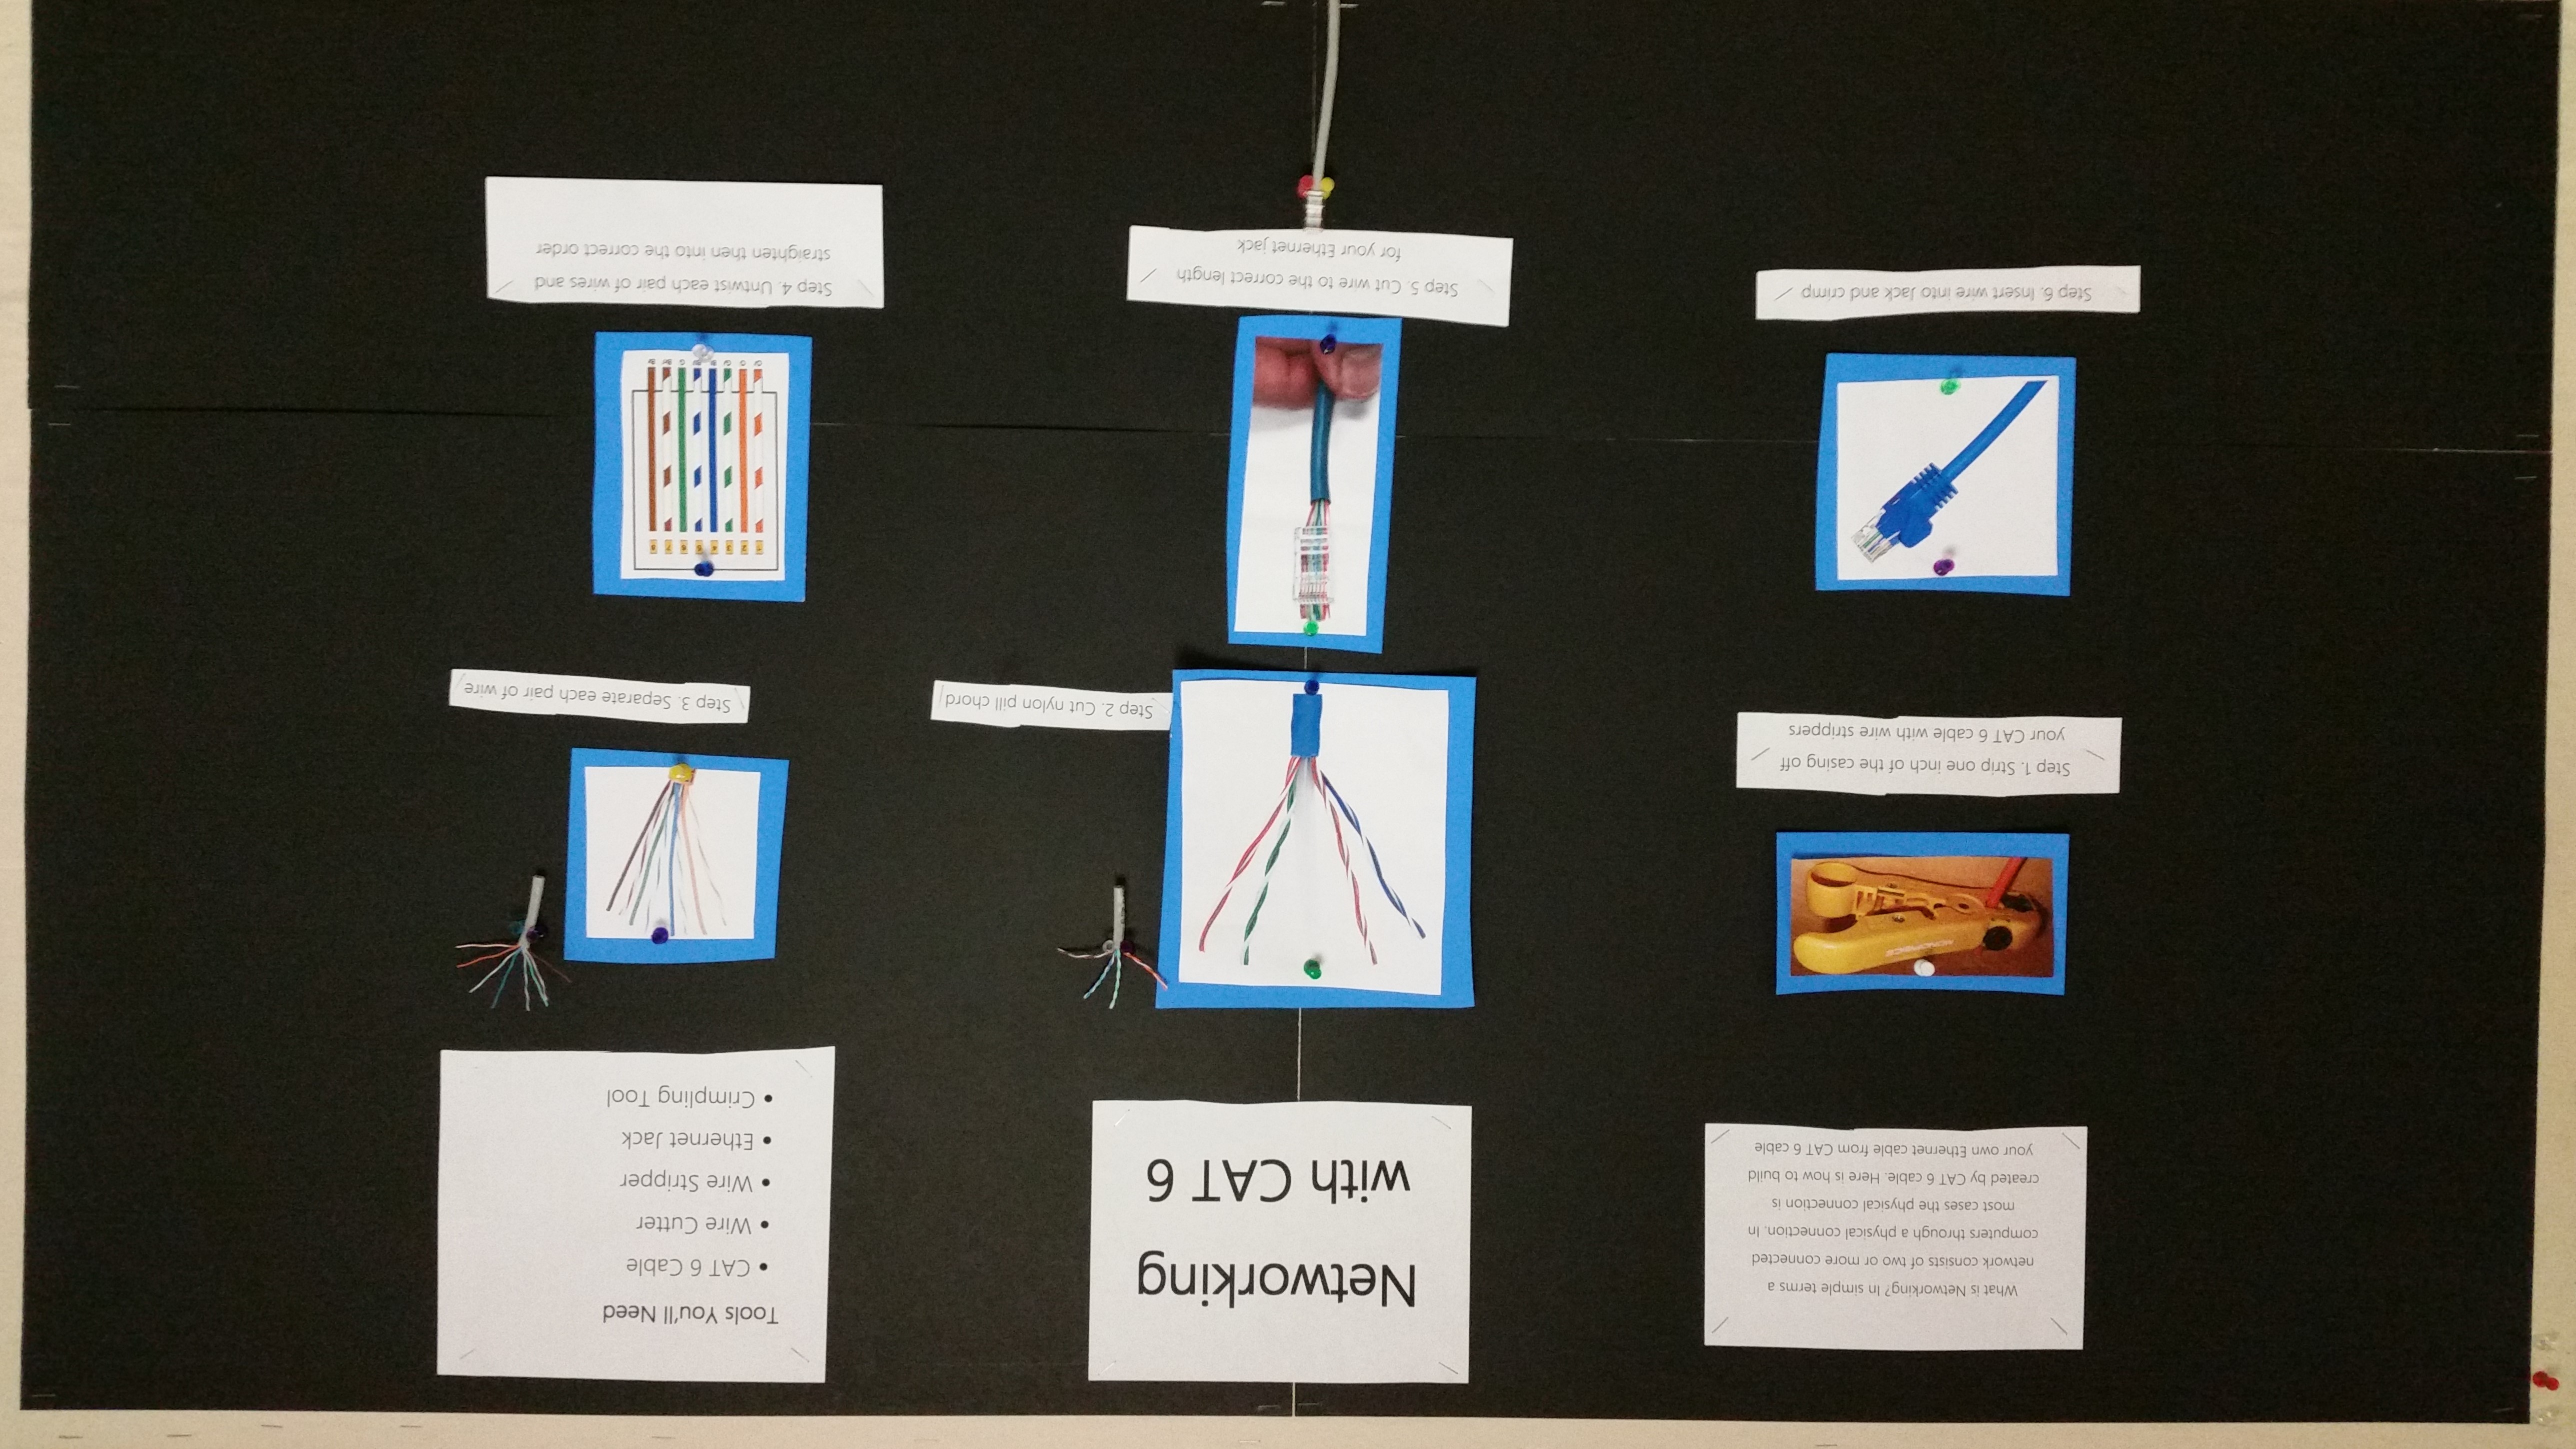 What is Networking? In simple terms a
network consists of two or more connected
computers through a physical connection. In
most cases the physical connection is
created by CAT 6 cable. Here is how to build
your own Ethernet cable from CAT 6 cable
Networking
with CAT 6
Tools You'll Need
• CAT 6 Cable
• Wire Cutter
• Wire Stripper
• Ethernet Jack
• Crimpling Tool
MONOPRICE
Step 1. Strip one inch of the casing off
your CAT 6 cable with wire strippers
Step 2. Cut nylon pill chord
Step 3. Separate each pair of wire
Step 4. Untwist each pair of wires and
straighten then into the correct order
Step 5. Cut wire to the correct length
for your Ethernet jack
Step 6. Insert wire into Jack and crimp